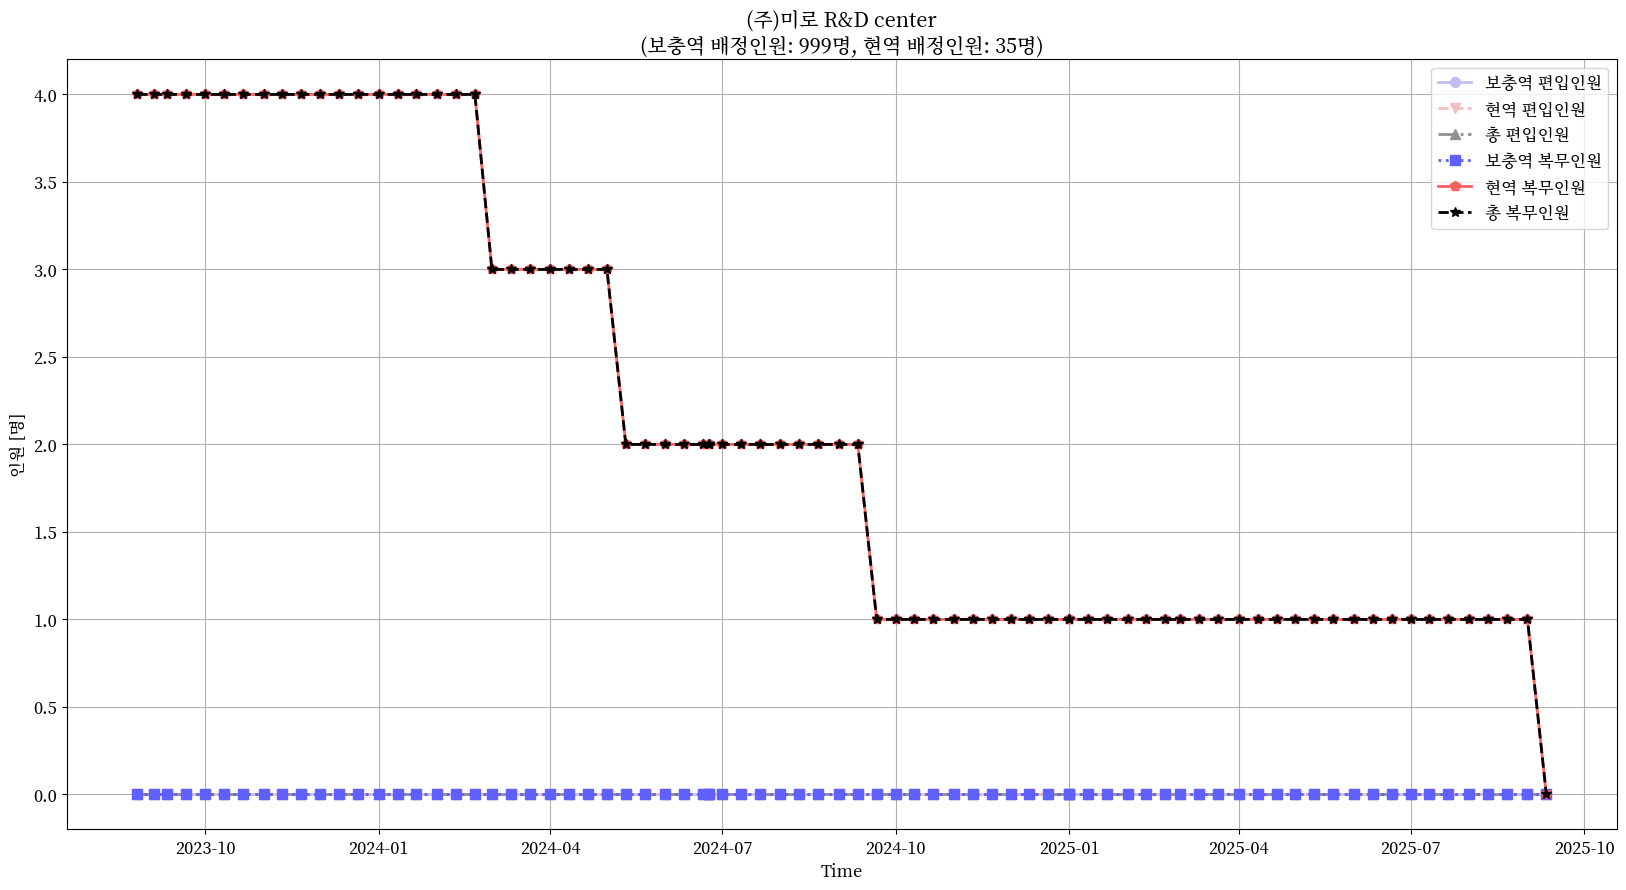 (주)미로 R&D center
(보충역 배정인원: 999명, 현역 배정인원: 35명)
보충역 편입인원
현역 편입인원
총 편입인원
보충역 복무인원
현역 복무인원
총 복무인원
인원 [명]
4.0
3.5
3.0
2.5
2.0
1.5
1.0
0.5
0.0
2023-10
2024-01
2024-04
2024-07
2024-10
2025-01
2025-04
2025-07
2025-10
Time